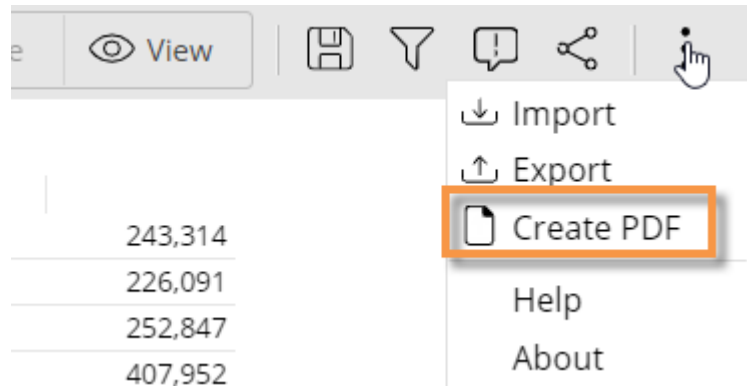 e View
Import
Export
Create PDF
Help
About
243,314
226,091
252,847
407,952